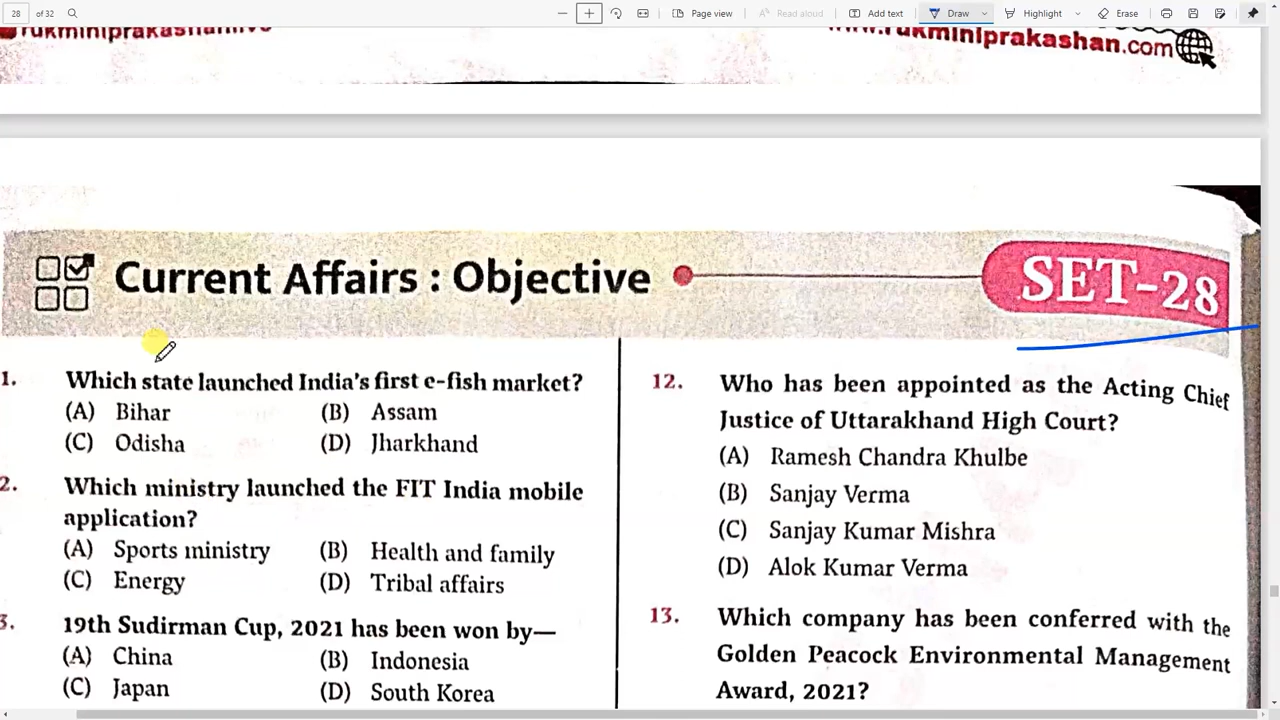 28 of 32
Page view
Read aloud
Add text
Draw
Highlight
Erase
rukminiprakashan
www.rukminiprakashan.com
Current Affairs : Objective
SET-28
1. Which state launched India's first e-fish market?
(A) Bihar (B) Assam
(C) Odisha (D) Jharkhand
2. Which ministry launched the FIT India mobile
application?
(A) Sports ministry (B) Health and family
(C) Energy (D) Tribal affairs
3. 19th Sudirman Cup, 2021 has been won by—
(A) China (B) Indonesia
(C) Japan (D) South Korea
12. Who has been appointed as the Acting Chief
Justice of Uttarakhand High Court?
(A) Ramesh Chandra Khulbe
(B) Sanjay Verma
(C) Sanjay Kumar Mishra
(D) Alok Kumar Verma
13. Which company has been conferred with the
Golden Peacock Environmental Management
Award, 2021?